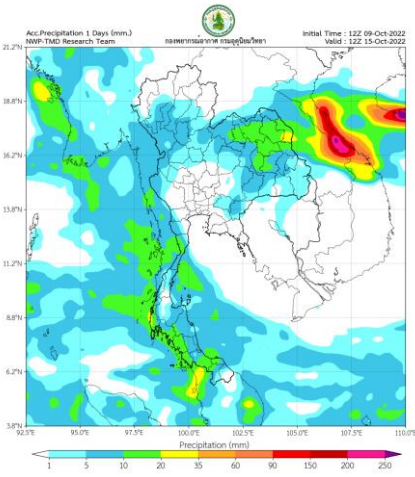 Acc.Precipitation 1 Days (mm.)
NWP-TMD Research Team
กองพยากรณ์อากาศ กรมอุตุนิยมวิทยา
Initial Time : 12Z 09-Oct-2022
Valid : 12Z 15-Oct-2022
21.2°N
18.8°N
16.2°N
13.8°N
11.2°N
8.8°N
6.2°N
3.8°N
92.5°E 95.0°E 97.5°E 100.0°E 102.5°E 105.0°E 107.5°E 110.0°E
Precipitation (mm)
1 5 10 20 35 60 90 150 200 250